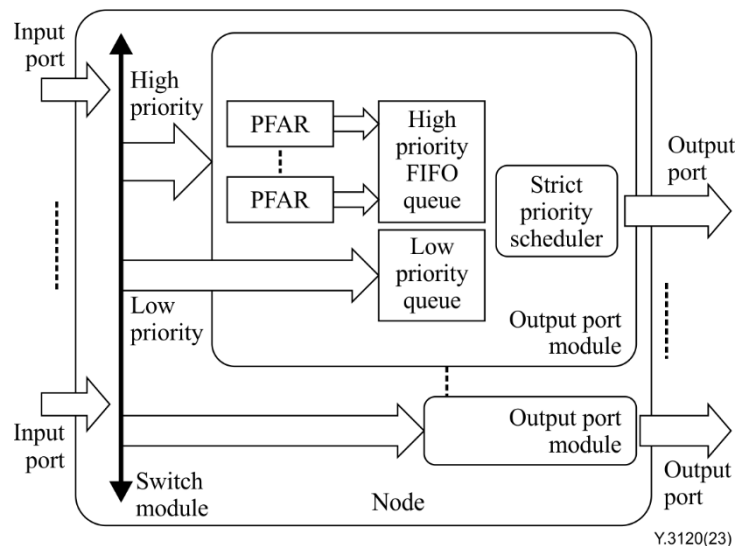 Input
port
High
priority
PFAR
PFAR
High
priority
FIFO
queue
Strict
priority
scheduler
Output
port
Low
priority
queue
Low
priority
Output port
module
Input
port
Output port
module
Output
port
Switch
module
Node
Y.3120(23)